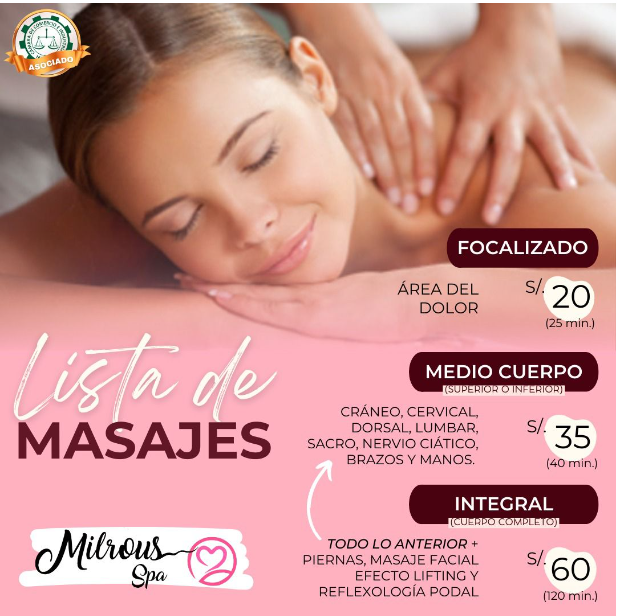 ASOCIADO
FOCALIZADO
ÁREA DEL
DOLOR
S/. 20
(25 min.)
Lista de
MASAJES
MEDIO CUERPO
(SUPERIOR O INFERIOR)
CRÁNEO, CERVICAL,
DORSAL, LUMBAR,
SACRO, NERVIO CIÁTICO,
BRAZOS Y MANOS.
S/. 35
(40 min.)
INTEGRAL
(CUERPO COMPLETO)
TODO LO ANTERIOR +
PIERNAS, MASAJE FACIAL
EFECTO LIFTING Y
REFLEXOLOGÍA PODAL
S/. 60
(120 min.)
Milrous
Spa